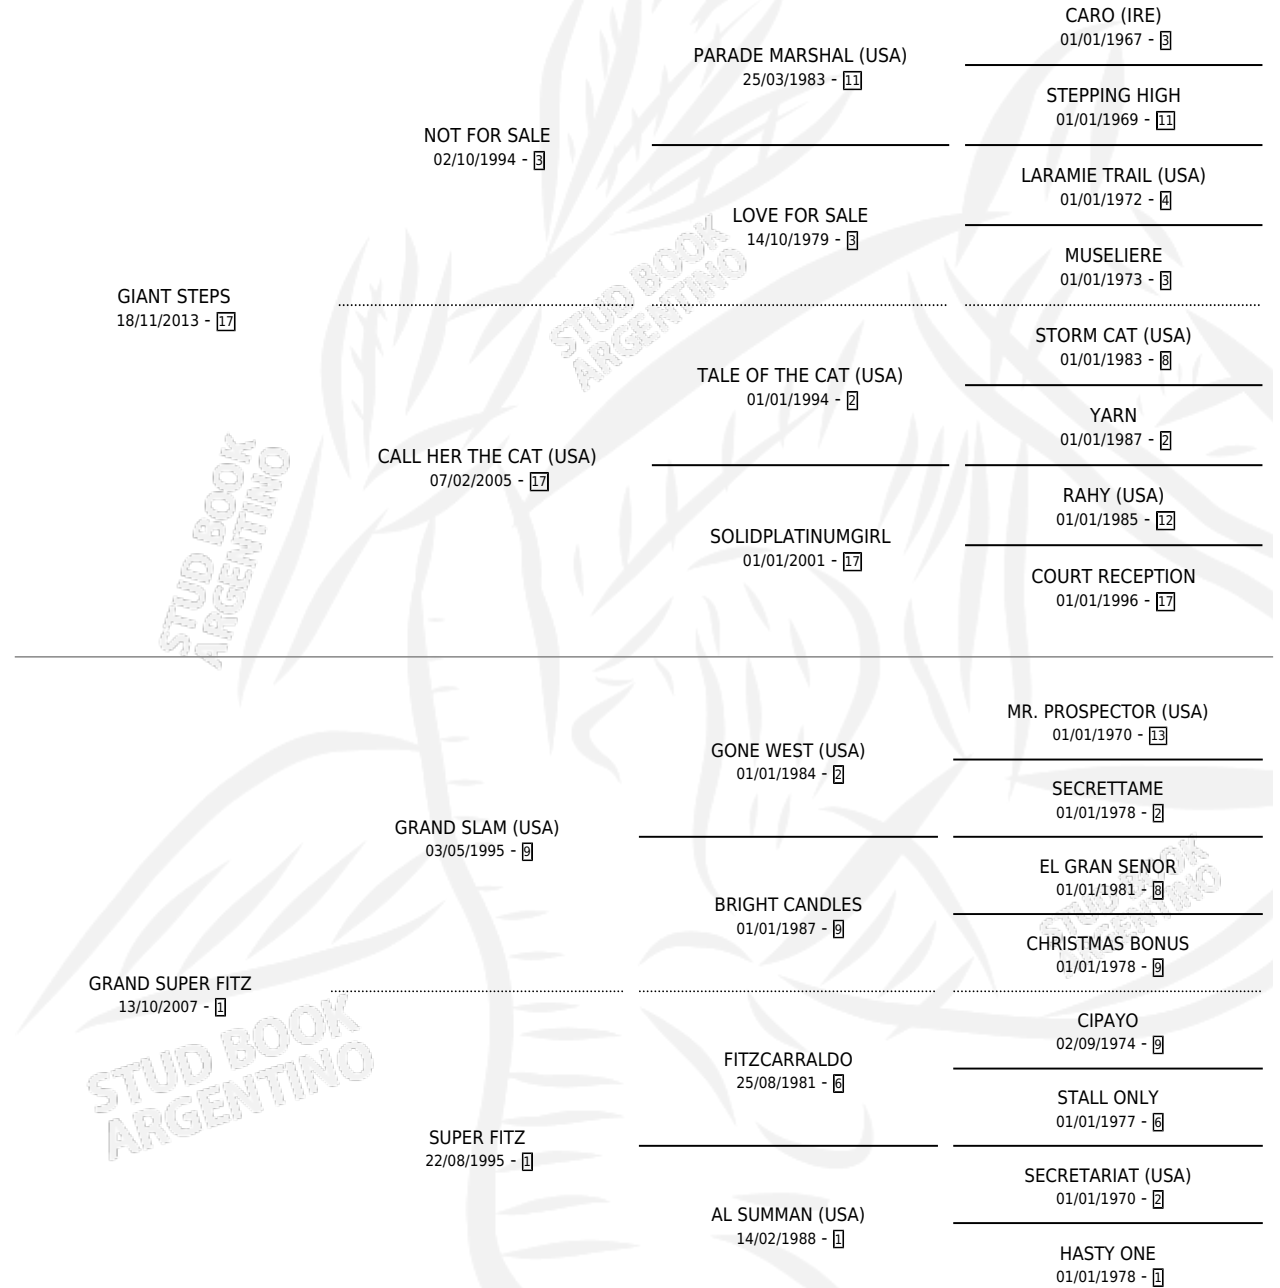 CARO (IRE)
01/01/1967 - 3
PARADE MARSHAL (USA)
25/03/1983 - 11
STEPPING HIGH
01/01/1969 - 11
NOT FOR SALE
02/10/1994 - 3
LARAMIE TRAIL (USA)
01/01/1972 - 4
LOVE FOR SALE
14/10/1979 - 3
MUSELIERE
01/01/1973 - 3
GIANT STEPS
18/11/2013 - 17
STUD BOOK
ARGENTINO
STORM CAT (USA)
01/01/1983 - 8
TALE OF THE CAT (USA)
01/01/1994 - 2
YARN
01/01/1987 - 2
CALL HER THE CAT (USA)
07/02/2005 - 17
RAHY (USA)
01/01/1985 - 12
SOLIDPLATINUMGIRL
01/01/2001 - 17
COURT RECEPTION
01/01/1996 - 17
STUD BOOK
ARGENTINO
MR. PROSPECTOR (USA)
01/01/1970 - 13
GONE WEST (USA)
01/01/1984 - 2
SECRETTAME
01/01/1978 - 2
GRAND SLAM (USA)
03/05/1995 - 9
EL GRAN SENOR
01/01/1981 - 8
BRIGHT CANDLES
01/01/1987 - 9
STUD BOOK
ARGENTINO
CHRISTMAS BONUS
01/01/1978 - 9
GRAND SUPER FITZ
13/10/2007 - 1
STUD BOOK
ARGENTINO
CIPAYO
02/09/1974 - 9
FITZCARRALDO
25/08/1981 - 6
STALL ONLY
01/01/1977 - 6
SUPER FITZ
22/08/1995 - 1
SECRETARIAT (USA)
01/01/1970 - 2
AL SUMMAN (USA)
14/02/1988 - 1
HASTY ONE
01/01/1978 - 1